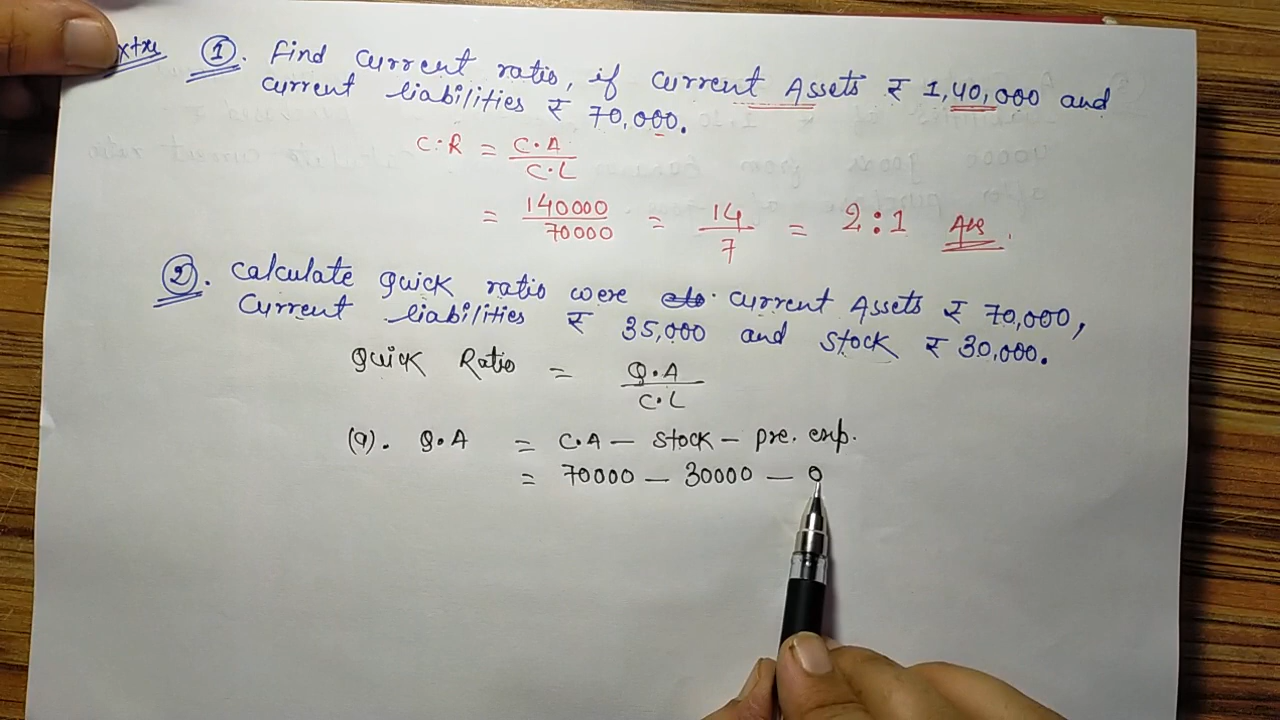 ①. Find current ratio, if current Assets ₹ 1,40,000 and
current liabilities ₹ 70,000.
C.R = C.A / C.L
= 140000 / 70000 = 14 / 7 = 2:1 Ans.
②. Calculate quick ratio were current Assets ₹ 70,000,
Current liabilities ₹ 35,000 and stock ₹ 30,000.
Quick Ratio = Q.A / C.L
(a). Q.A = C.A — stock — pre. exp.
= 70000 — 30000 — 0